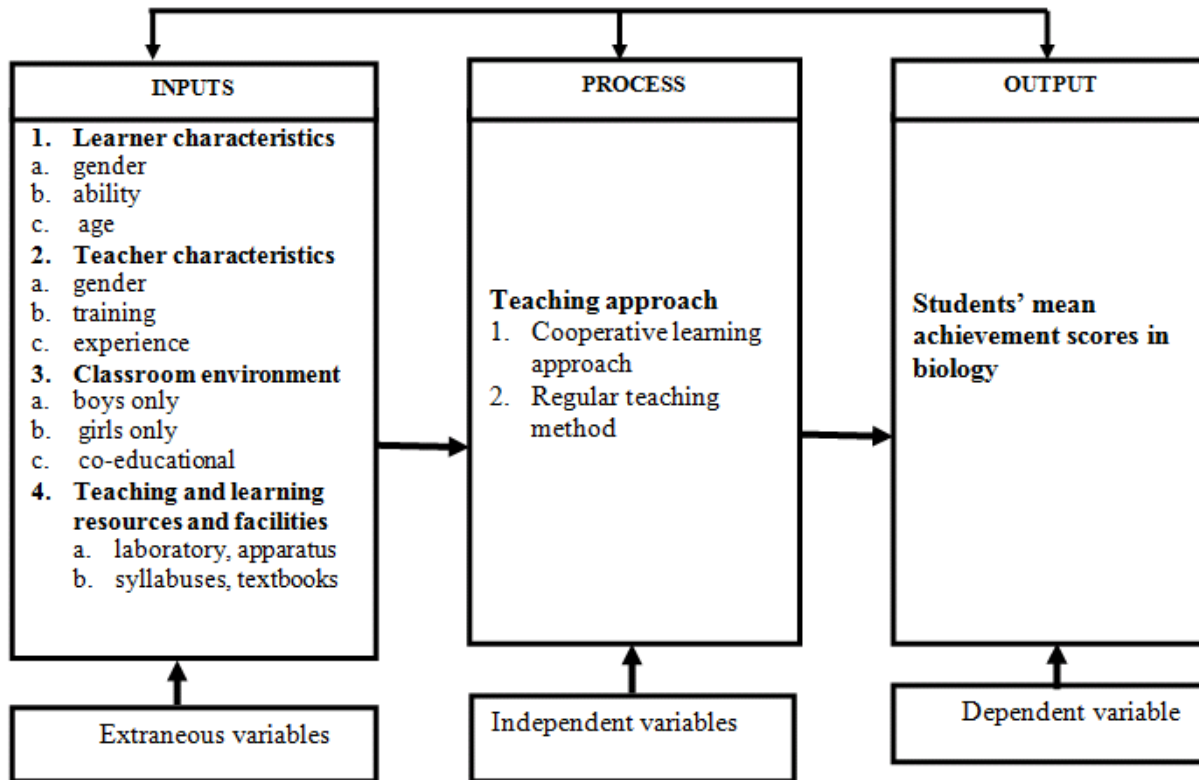 INPUTS
1. Learner characteristics
a. gender
b. ability
c. age
2. Teacher characteristics
a. gender
b. training
c. experience
3. Classroom environment
a. boys only
b. girls only
c. co-educational
4. Teaching and learning
resources and facilities
a. laboratory, apparatus
b. syllabuses, textbooks
Extraneous variables
PROCESS
Teaching approach
1. Cooperative learning
approach
2. Regular teaching
method
Independent variables
OUTPUT
Students’ mean
achievement scores in
biology
Dependent variable